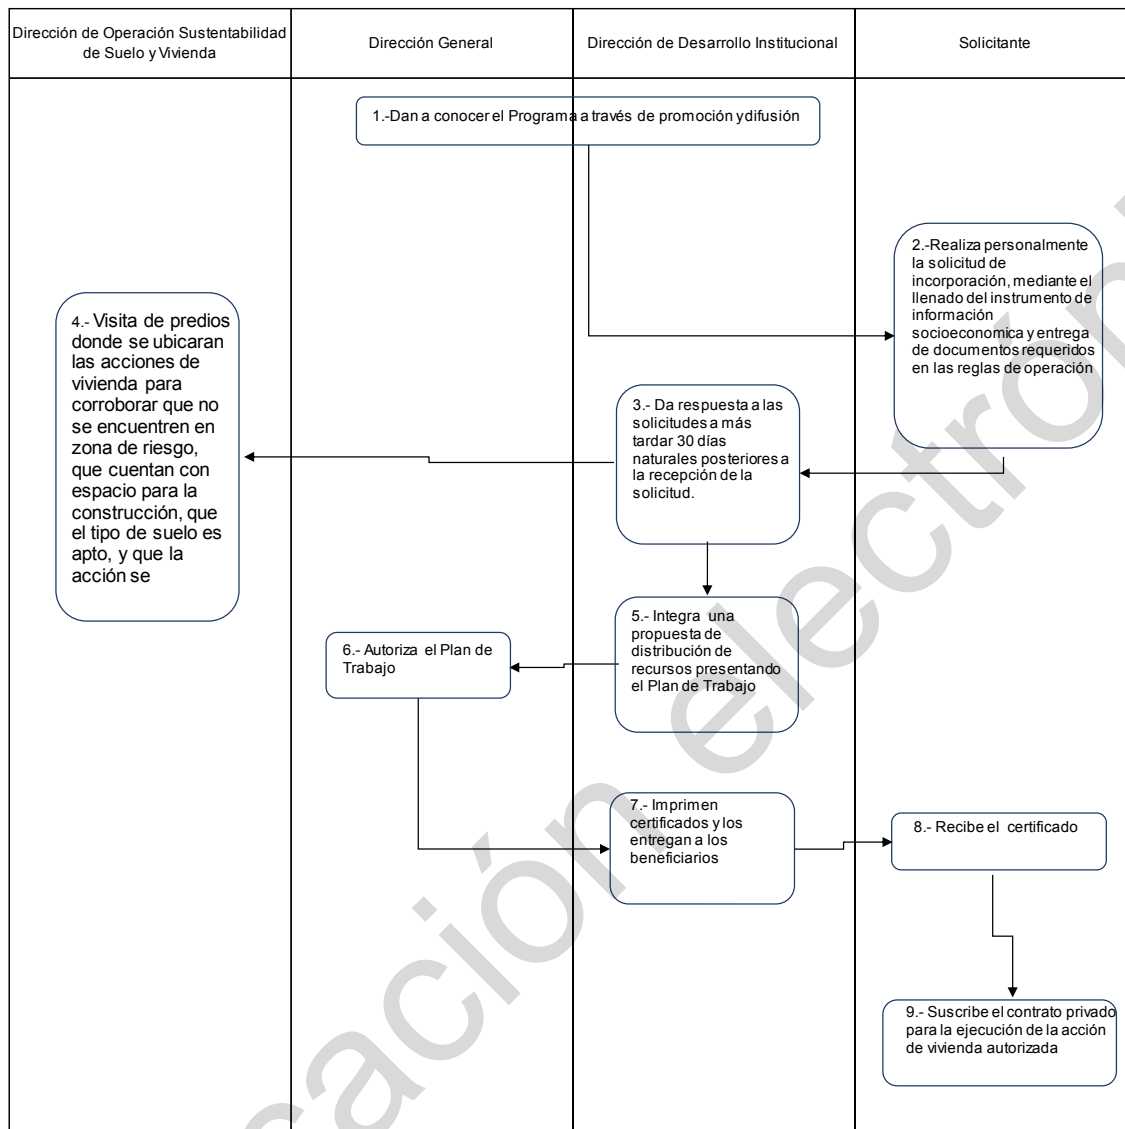 Dirección de Operación Sustentabilidad
de Suelo y Vivienda
Dirección General
Dirección de Desarrollo Institucional
Solicitante
1.-Dan a conocer el Programa a través de promoción ydifusión
2.-Realiza personalmente
la solicitud de
incorporación, mediante el
llenado del instrumento de
información
socioeconomica y entrega
de documentos requeridos
en las reglas de operación
3.- Da respuesta a las
solicitudes a más
tardar 30 días
naturales posteriores a
la recepción de la
solicitud.
4.- Visita de predios
donde se ubicaran
las acciones de
vivienda para
corroborar que no
se encuentren en
zona de riesgo,
que cuentan con
espacio para la
construcción, que
el tipo de suelo es
apto, y que la
acción se
5.- Integra una
propuesta de
distribución de
recursos presentando
el Plan de Trabajo
6.- Autoriza el Plan de
Trabajo
7.- Imprimen
certificados y los
entregan a los
beneficiarios
8.- Recibe el certificado
9.- Suscribe el contrato privado
para la ejecución de la acción
de vivienda autorizada
cación electrón